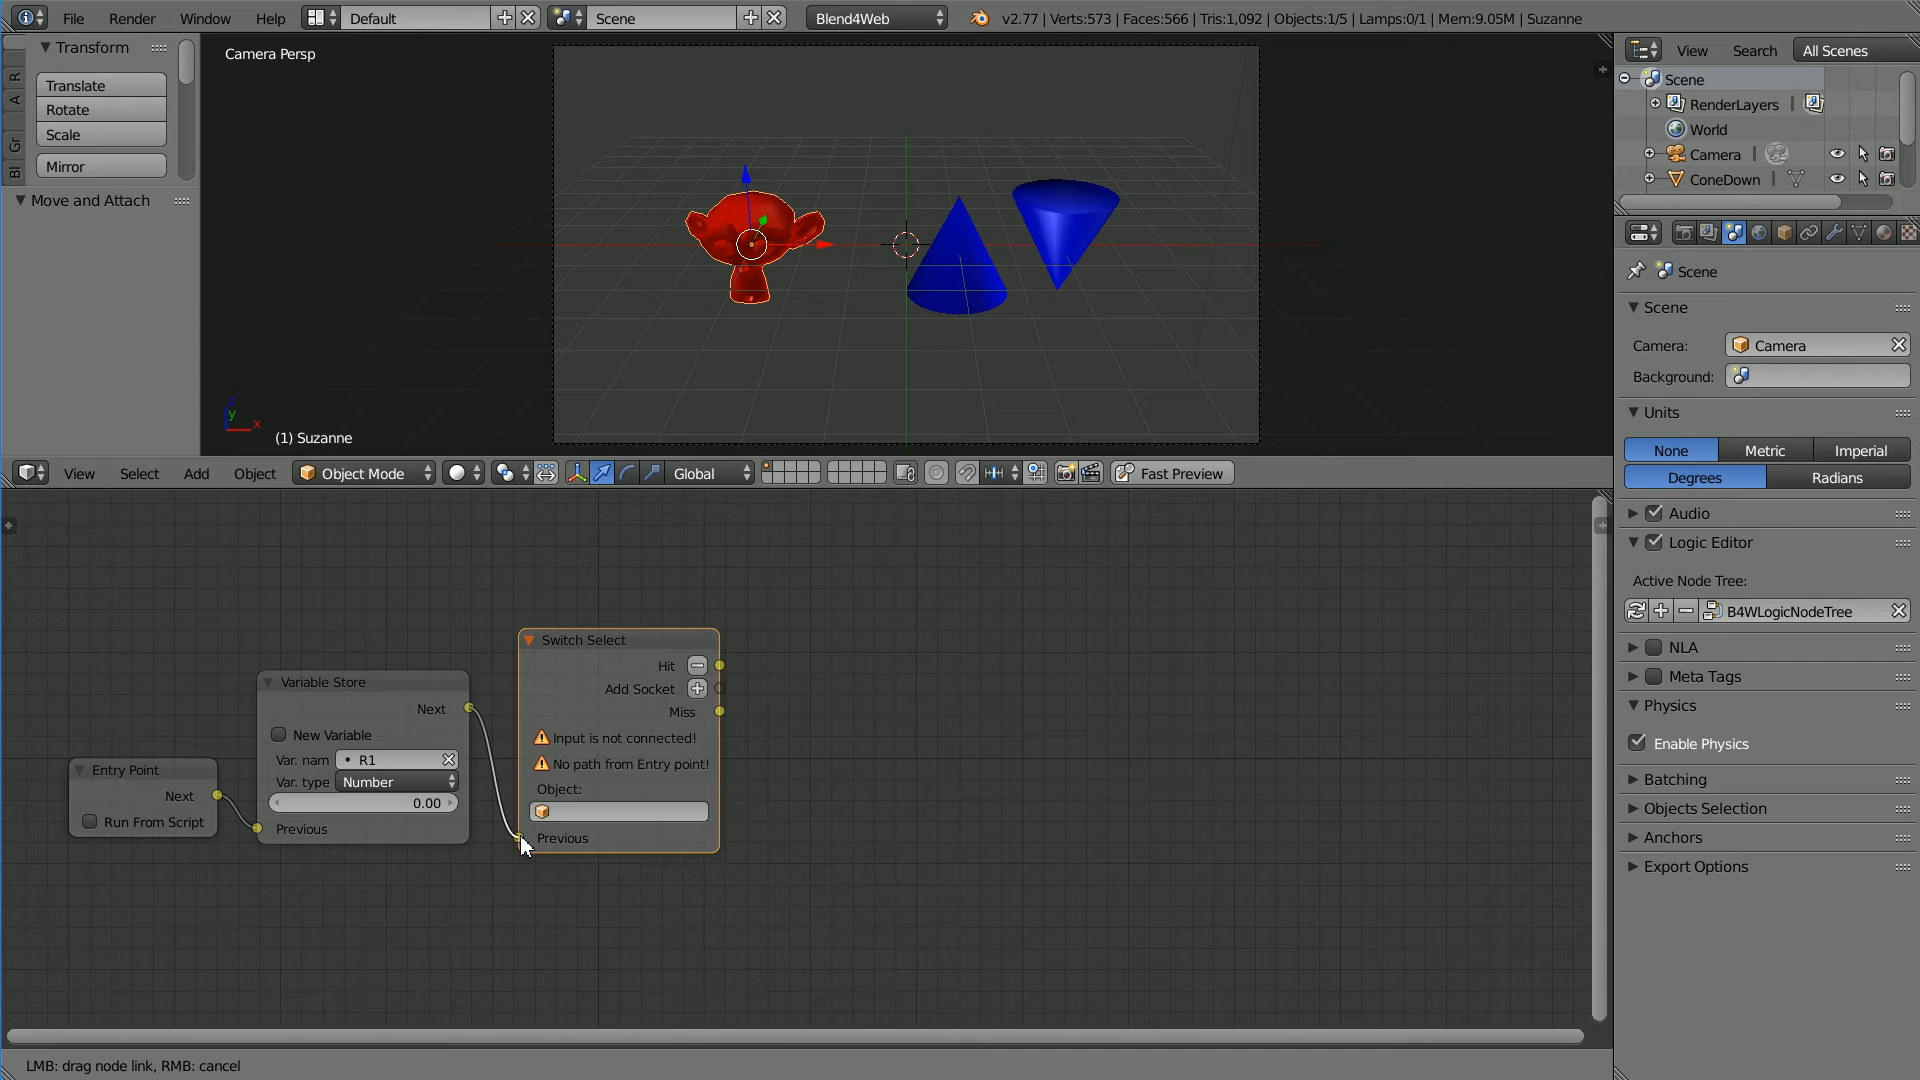 File Render Window Help Default Scene Blend4Web v2.77 | Verts:573 | Faces:566 | Tris:1,092 | Objects:1/5 | Lamps:0/1 | Mem:9.05M | Suzanne
Transform
Translate
Rotate
Scale
Mirror
Move and Attach
R
A
Gr
Bl
Camera Persp
z
y
x
(1) Suzanne
View Search All Scenes
Scene
RenderLayers
World
Camera
ConeDown
Scene
Scene
Camera: Camera
Background:
Units
None Metric Imperial
Degrees Radians
Audio
Logic Editor
Active Node Tree:
B4WLogicNodeTree
NLA
Meta Tags
Physics
Enable Physics
Batching
Objects Selection
Anchors
Export Options
View Select Add Object Object Mode Global Fast Preview
Entry Point
Next
Run From Script
Variable Store
Next
New Variable
Var. nam • R1
Var. type Number
0.00
Previous
Switch Select
Hit
Add Socket
Miss
Input is not connected!
No path from Entry point!
Object:
Previous
LMB: drag node link, RMB: cancel